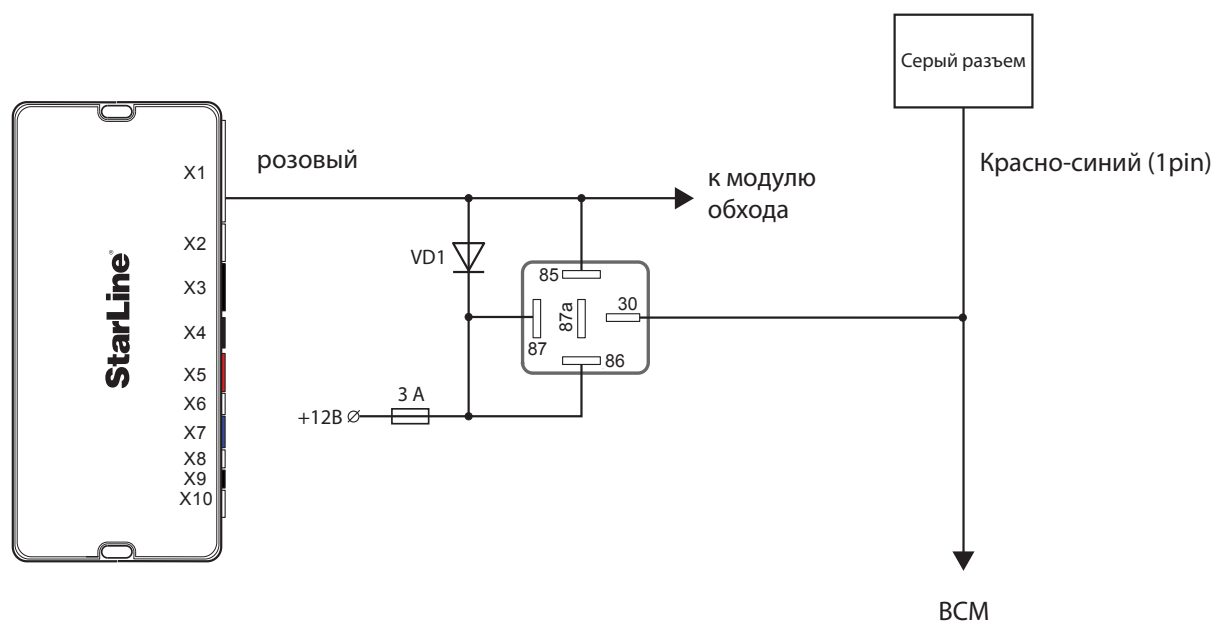 Серый разъем
Красно-синий (1pin)
розовый
к модулю
обхода
X1
X2
X3
X4
X5
X6
X7
X8
X9
X10
StarLine®
VD1
85
87a
30
87
86
3 А
+12В
BCM